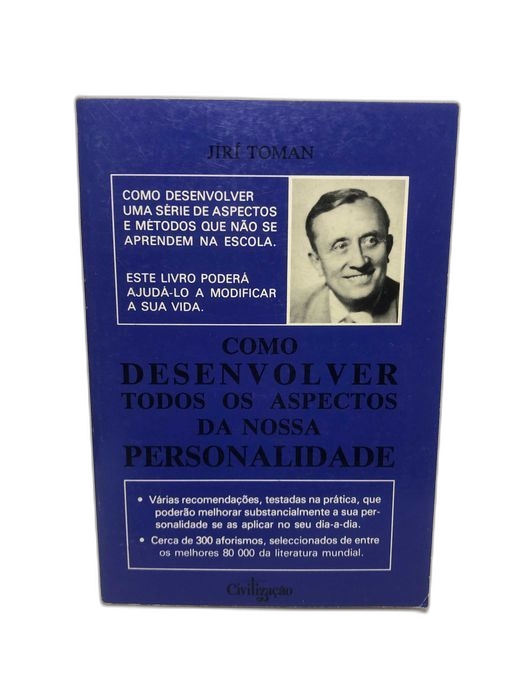 JIRÍ TOMAN
COMO DESENVOLVER
UMA SÉRIE DE ASPECTOS
E MÉTODOS QUE NÃO SE
APRENDEM NA ESCOLA.
ESTE LIVRO PODERÁ
AJUDÁ-LO A MODIFICAR
A SUA VIDA.
COMO
DESENVOLVER
TODOS OS ASPECTOS
DA NOSSA
PERSONALIDADE
• Várias recomendações, testadas na prática, que
poderão melhorar substancialmente a sua per-
sonalidade se as aplicar no seu dia-a-dia.
• Cerca de 300 aforismos, seleccionados de entre
os melhores 80 000 da literatura mundial.
Civilização